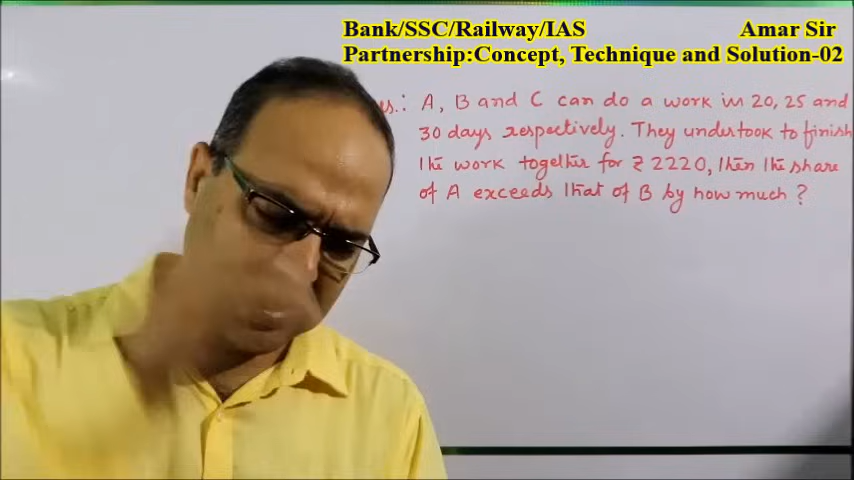 Bank/SSC/Railway/IAS Amar Sir
Partnership:Concept, Technique and Solution-02
A, B and C can do a work in 20, 25 and
30 days respectively. They undertook to finish
the work together for ₹ 2220, then the share
of A exceeds that of B by how much ?